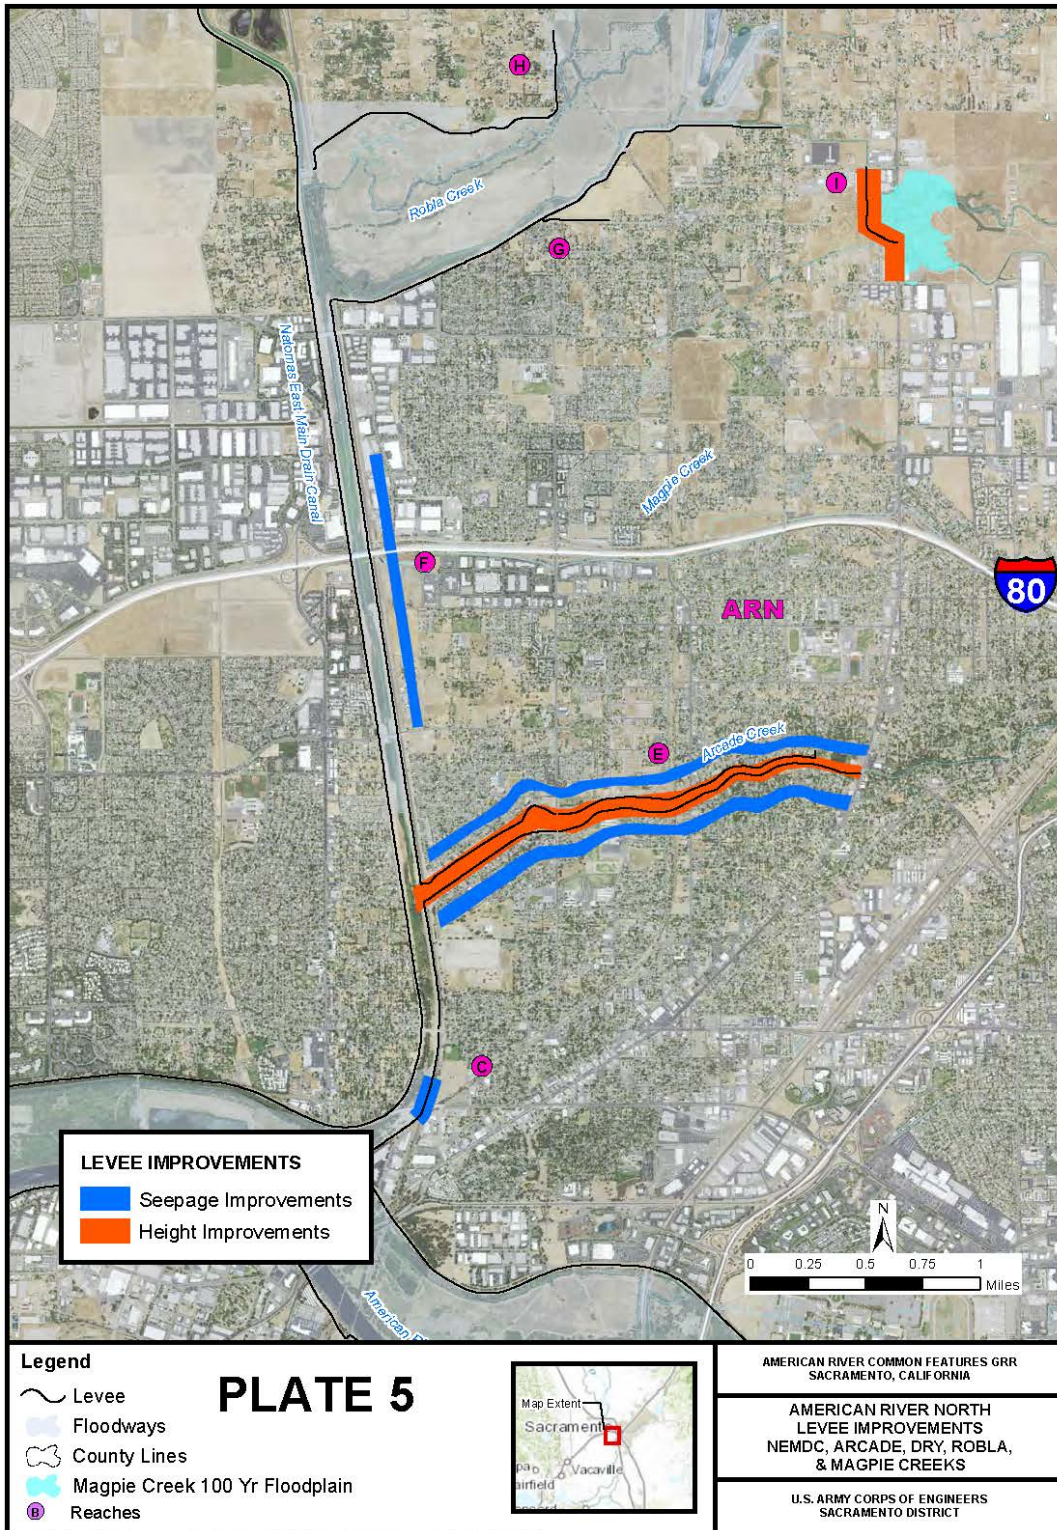 H
I
Robla Creek
G
Natomas East Main Drain Canal
Magpie Creek
F
80
ARN
E
Arcade Creek
C
LEVEE IMPROVEMENTS
Seepage Improvements
Height Improvements
N
0 0.25 0.5 0.75 1
Miles
American
Legend
Levee
Floodways
County Lines
Magpie Creek 100 Yr Floodplain
B Reaches
PLATE 5
Map Extent
Sacrament
Vacaville
airfield
AMERICAN RIVER COMMON FEATURES GRR
SACRAMENTO, CALIFORNIA
AMERICAN RIVER NORTH
LEVEE IMPROVEMENTS
NEMDC, ARCADE, DRY, ROBLA,
& MAGPIE CREEKS
U.S. ARMY CORPS OF ENGINEERS
SACRAMENTO DISTRICT